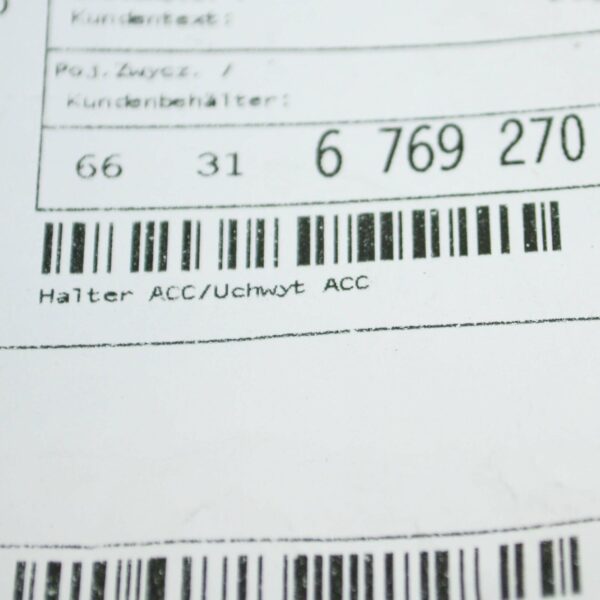 Kundentext:
Poj.Zwycz. /
Kundenbehälter:
66 31 6 769 270
Halter ACC/Uchwyt ACC